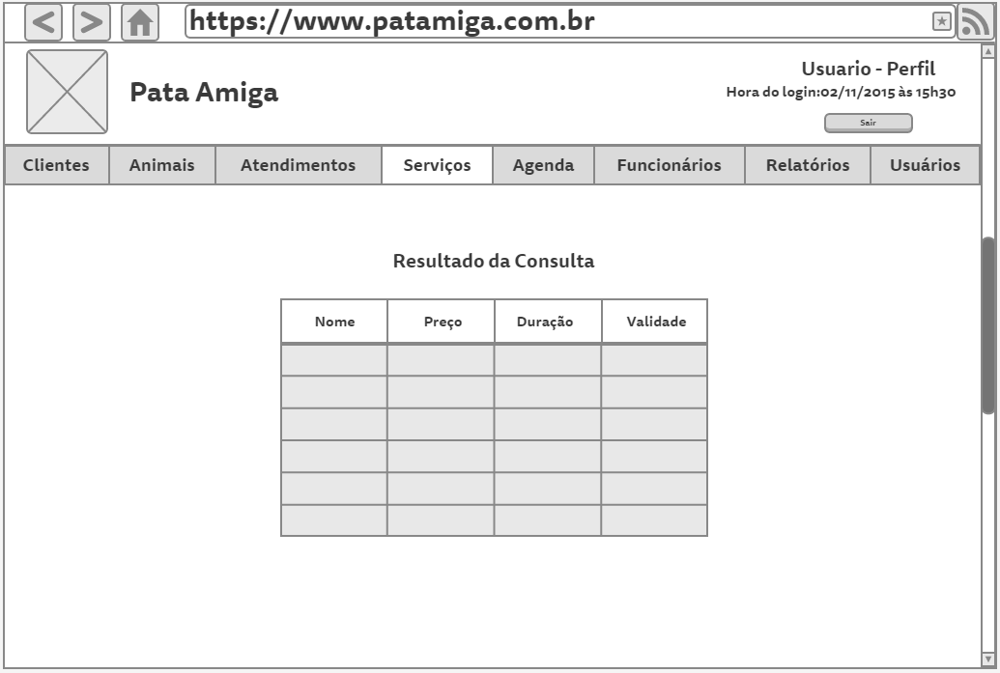 https://www.patamiga.com.br
Usuario - Perfil
Pata Amiga
Hora do login:02/11/2015 às 15h30
Sair
Clientes Animais Atendimentos Serviços Agenda Funcionários Relatórios Usuários
Resultado da Consulta
Nome Preço Duração Validade